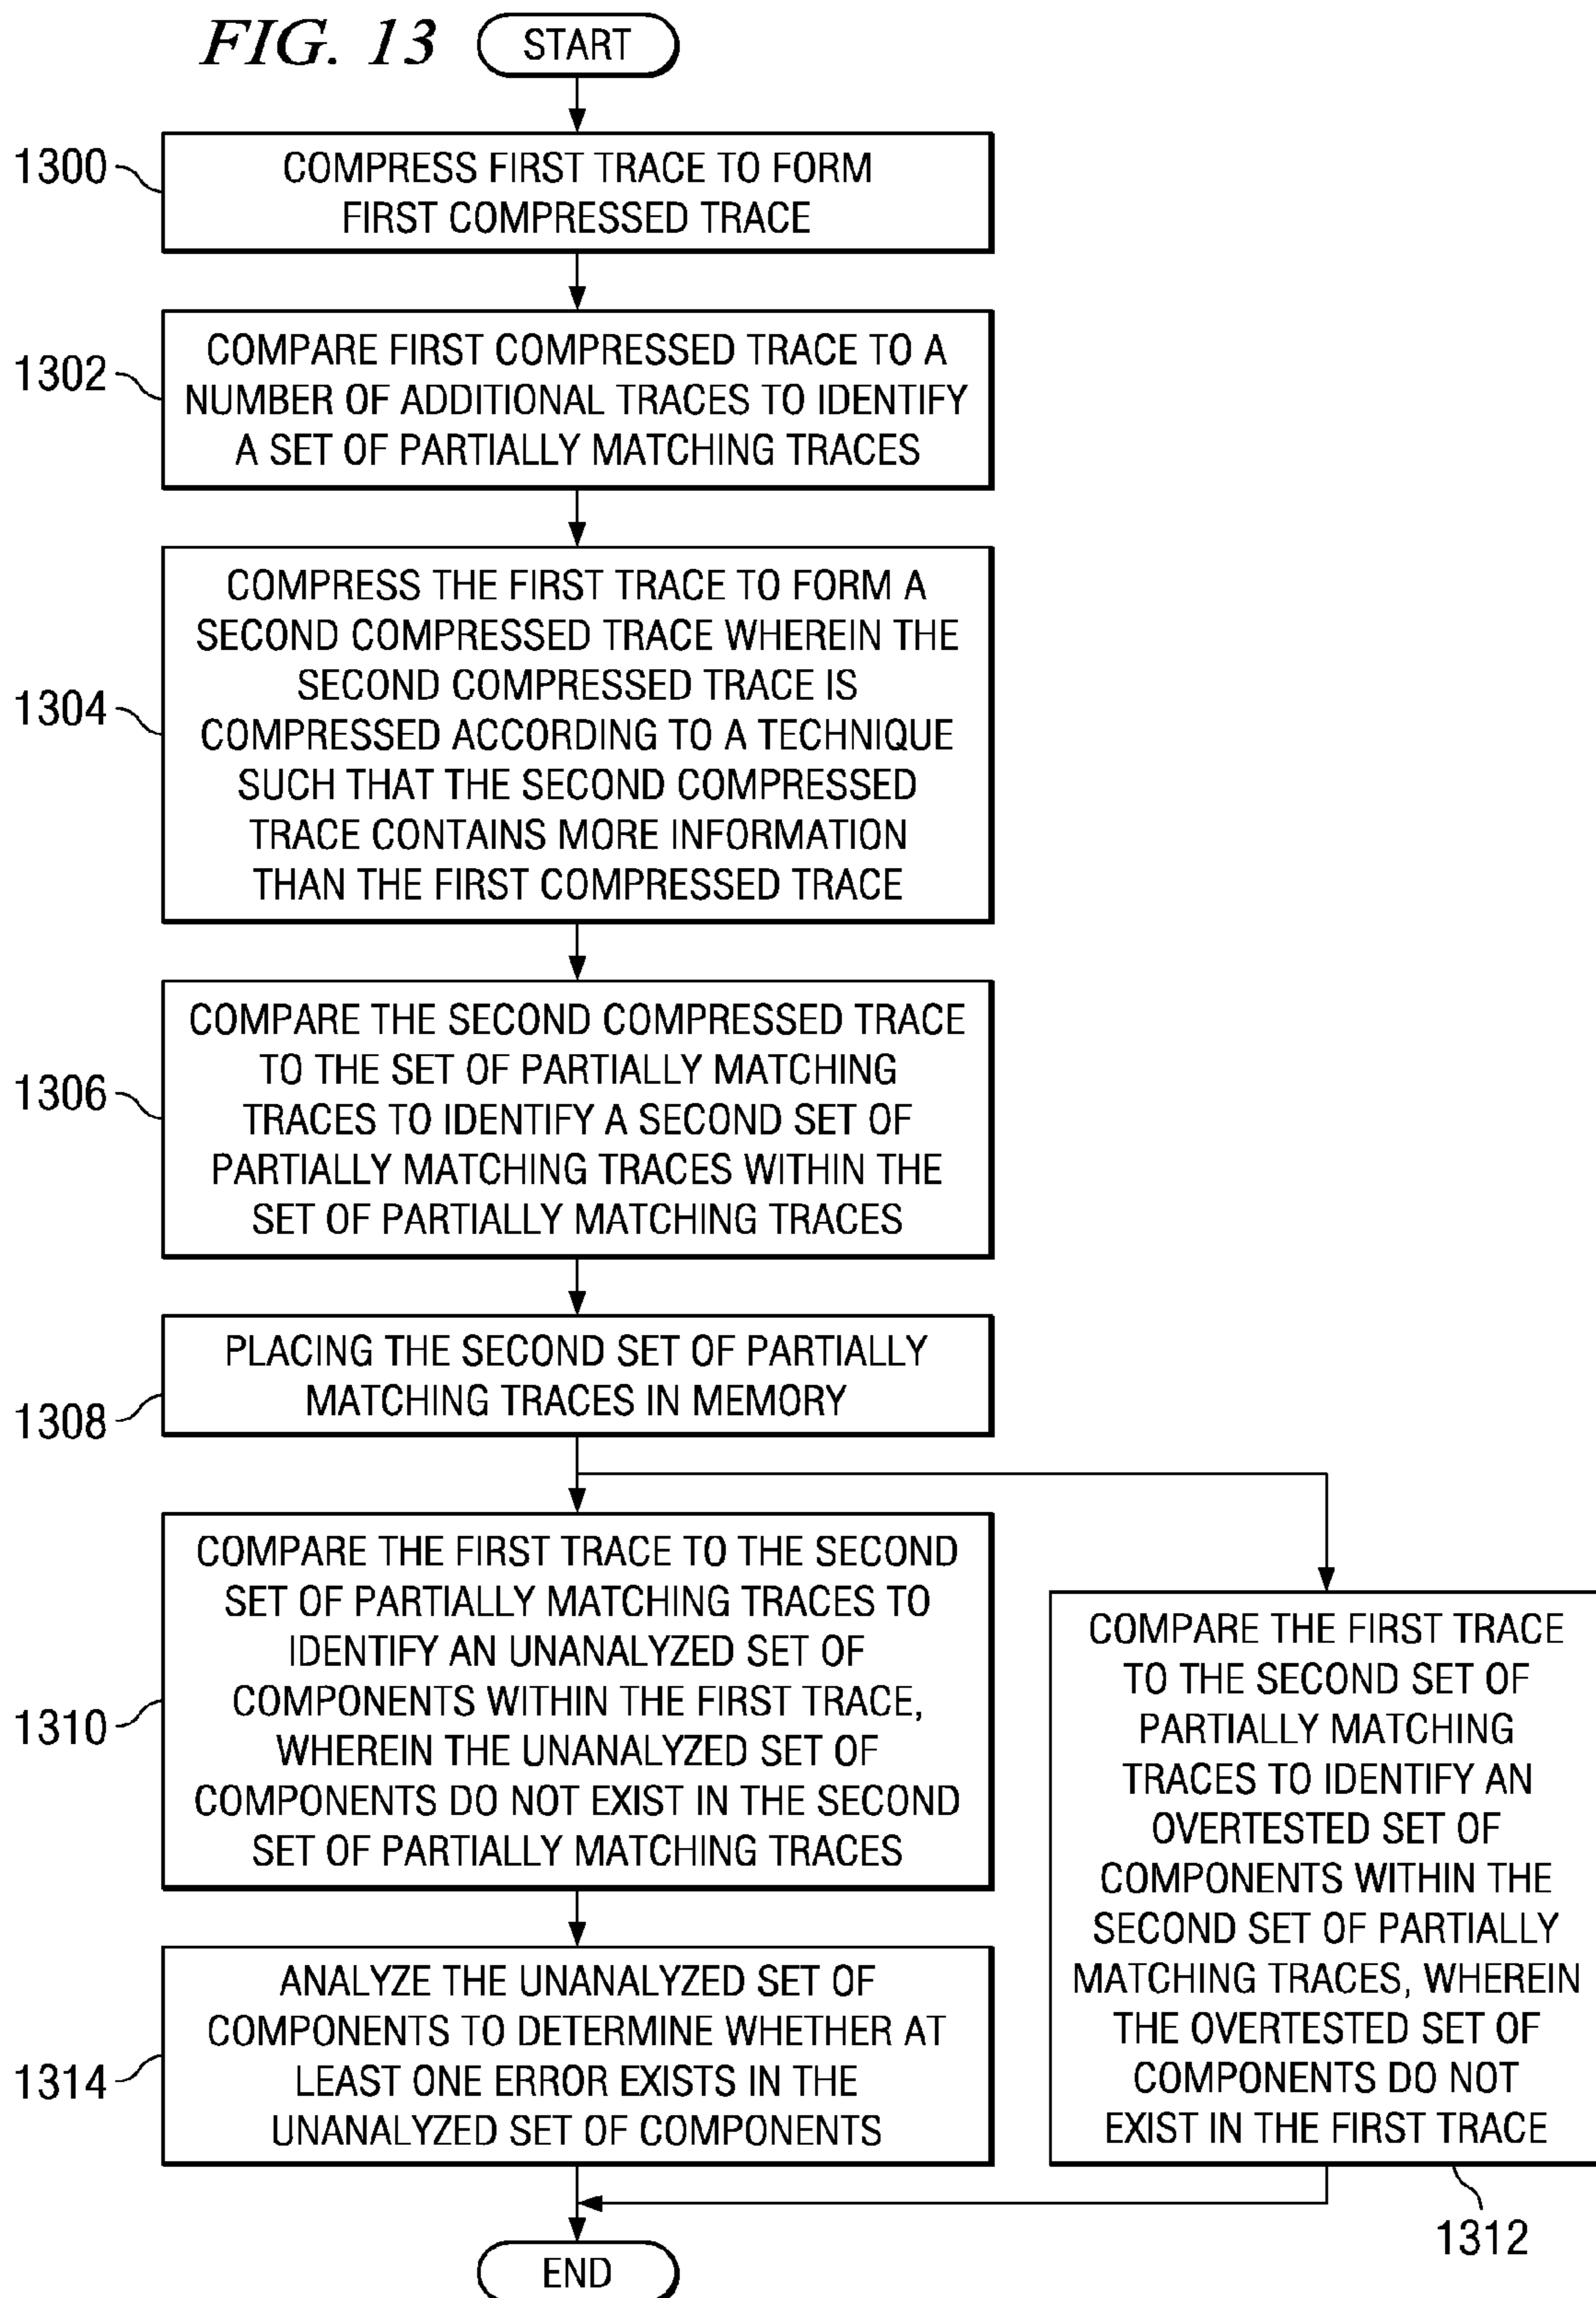 FIG. 13
START
1300
COMPRESS FIRST TRACE TO FORM
FIRST COMPRESSED TRACE
1302
COMPARE FIRST COMPRESSED TRACE TO A
NUMBER OF ADDITIONAL TRACES TO IDENTIFY
A SET OF PARTIALLY MATCHING TRACES
1304
COMPRESS THE FIRST TRACE TO FORM A
SECOND COMPRESSED TRACE WHEREIN THE
SECOND COMPRESSED TRACE IS
COMPRESSED ACCORDING TO A TECHNIQUE
SUCH THAT THE SECOND COMPRESSED
TRACE CONTAINS MORE INFORMATION
THAN THE FIRST COMPRESSED TRACE
1306
COMPARE THE SECOND COMPRESSED TRACE
TO THE SET OF PARTIALLY MATCHING
TRACES TO IDENTIFY A SECOND SET OF
PARTIALLY MATCHING TRACES WITHIN THE
SET OF PARTIALLY MATCHING TRACES
1308
PLACING THE SECOND SET OF PARTIALLY
MATCHING TRACES IN MEMORY
1310
COMPARE THE FIRST TRACE TO THE SECOND
SET OF PARTIALLY MATCHING TRACES TO
IDENTIFY AN UNANALYZED SET OF
COMPONENTS WITHIN THE FIRST TRACE,
WHEREIN THE UNANALYZED SET OF
COMPONENTS DO NOT EXIST IN THE SECOND
SET OF PARTIALLY MATCHING TRACES
COMPARE THE FIRST TRACE
TO THE SECOND SET OF
PARTIALLY MATCHING
TRACES TO IDENTIFY AN
OVERTESTED SET OF
COMPONENTS WITHIN THE
SECOND SET OF PARTIALLY
MATCHING TRACES, WHEREIN
THE OVERTESTED SET OF
COMPONENTS DO NOT
EXIST IN THE FIRST TRACE
1312
1314
ANALYZE THE UNANALYZED SET OF
COMPONENTS TO DETERMINE WHETHER AT
LEAST ONE ERROR EXISTS IN THE
UNANALYZED SET OF COMPONENTS
END